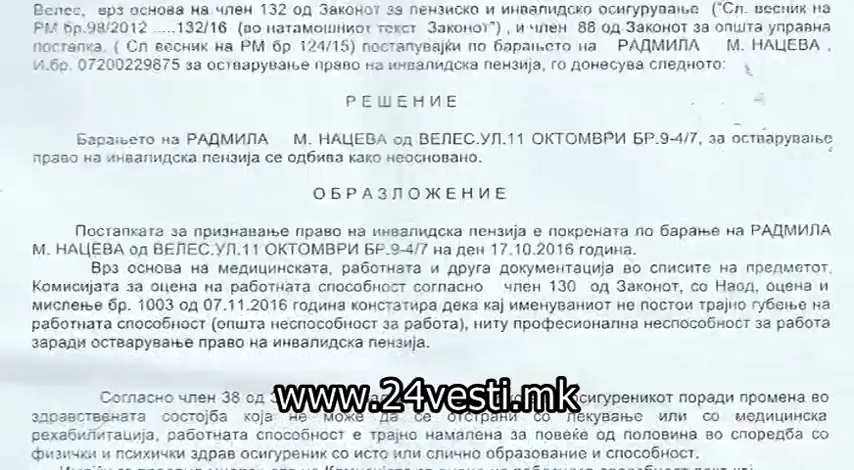 Велес, врз основа на член 132 од Законот за пензиско и инвалидско осигурување ("Сл. весник на
РМ бр.98/2012 .....132/16 (во натамошниот текст Законот") , и член 88 од Законот за општа управна
постапка. ( Сл весник на РМ бр 124/15) постапувајќи по барањето на РАДМИЛА М. НАЦЕВА ,
И.бр. 07200229875 за остварување право на инвалидска пензија, го донесува следното:
РЕШЕНИЕ
Барањето на РАДМИЛА М. НАЦЕВА од ВЕЛЕС.УЛ.11 ОКТОМВРИ БР.9-4/7, за остварување
право на инвалидска пензија се одбива како неосновано.
ОБРАЗЛОЖЕНИЕ
Постапката за признавање право на инвалидска пензија е покрената по барање на РАДМИЛА
М. НАЦЕВА од ВЕЛЕС.УЛ.11 ОКТОМВРИ БР.9-4/7 на ден 17.10.2016 година.
Врз основа на медицинската, работната и друга документација во списите на предметот,
Комисијата за оцена на работната способност согласно член 130 од Законот, со Наод, оцена и
мислење бр. 1003 од 07.11.2016 година констатира дека кај именуваниот не постои трајно губење на
работната способност (општа неспособност за работа), ниту професионална неспособност за работа
заради остварување право на инвалидска пензија.
Согласно член 38 од осигуреникот поради промена во
www.24vesti.mk
здравствената состојба која не може да се отстрани со лекување или со медицинска
рехабилитација, работната способност е трајно намалена за повеќе од половина во споредба со
физички и психички здрав осигуреник со исто или слично образование и способност.